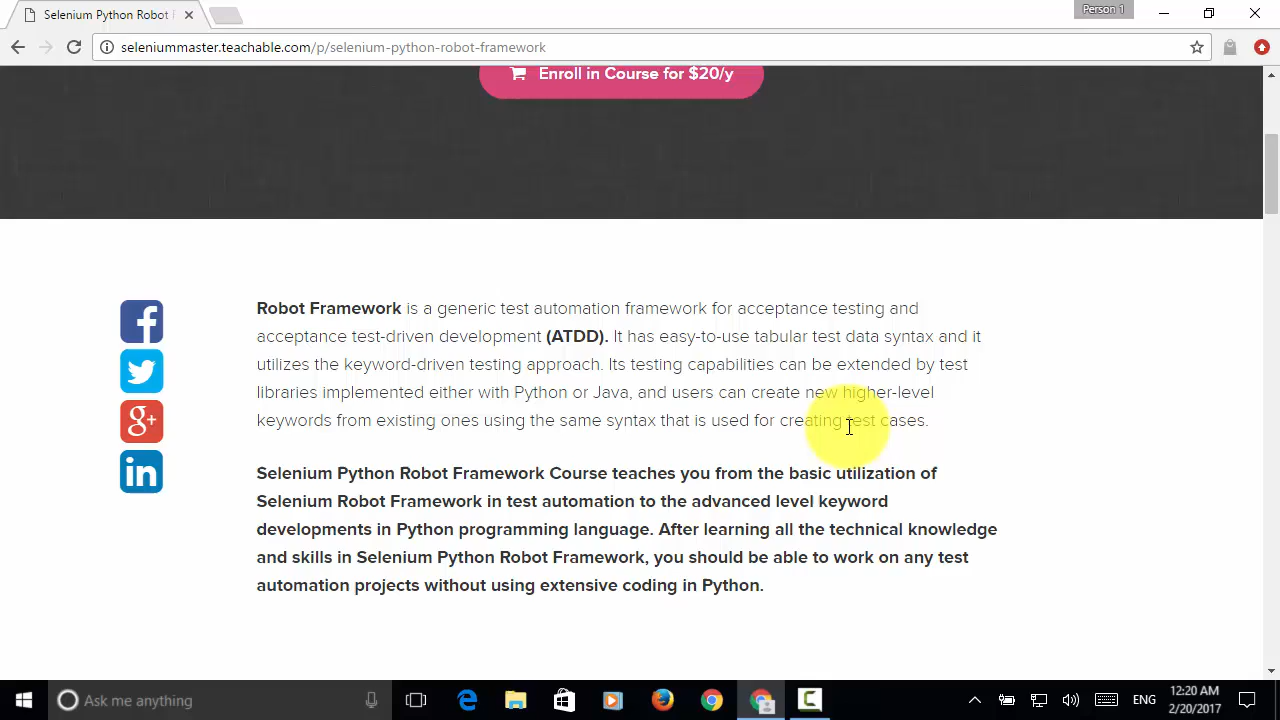 Selenium Python Robot F
Person 1
seleniummaster.teachable.com/p/selenium-python-robot-framework
Enroll in Course for $20/y
Robot Framework is a generic test automation framework for acceptance testing and
acceptance test-driven development (ATDD). It has easy-to-use tabular test data syntax and it
utilizes the keyword-driven testing approach. Its testing capabilities can be extended by test
libraries implemented either with Python or Java, and users can create new higher-level
keywords from existing ones using the same syntax that is used for creating test cases.
Selenium Python Robot Framework Course teaches you from the basic utilization of
Selenium Robot Framework in test automation to the advanced level keyword
developments in Python programming language. After learning all the technical knowledge
and skills in Selenium Python Robot Framework, you should be able to work on any test
automation projects without using extensive coding in Python.
Ask me anything
ENG
12:20 AM
2/20/2017